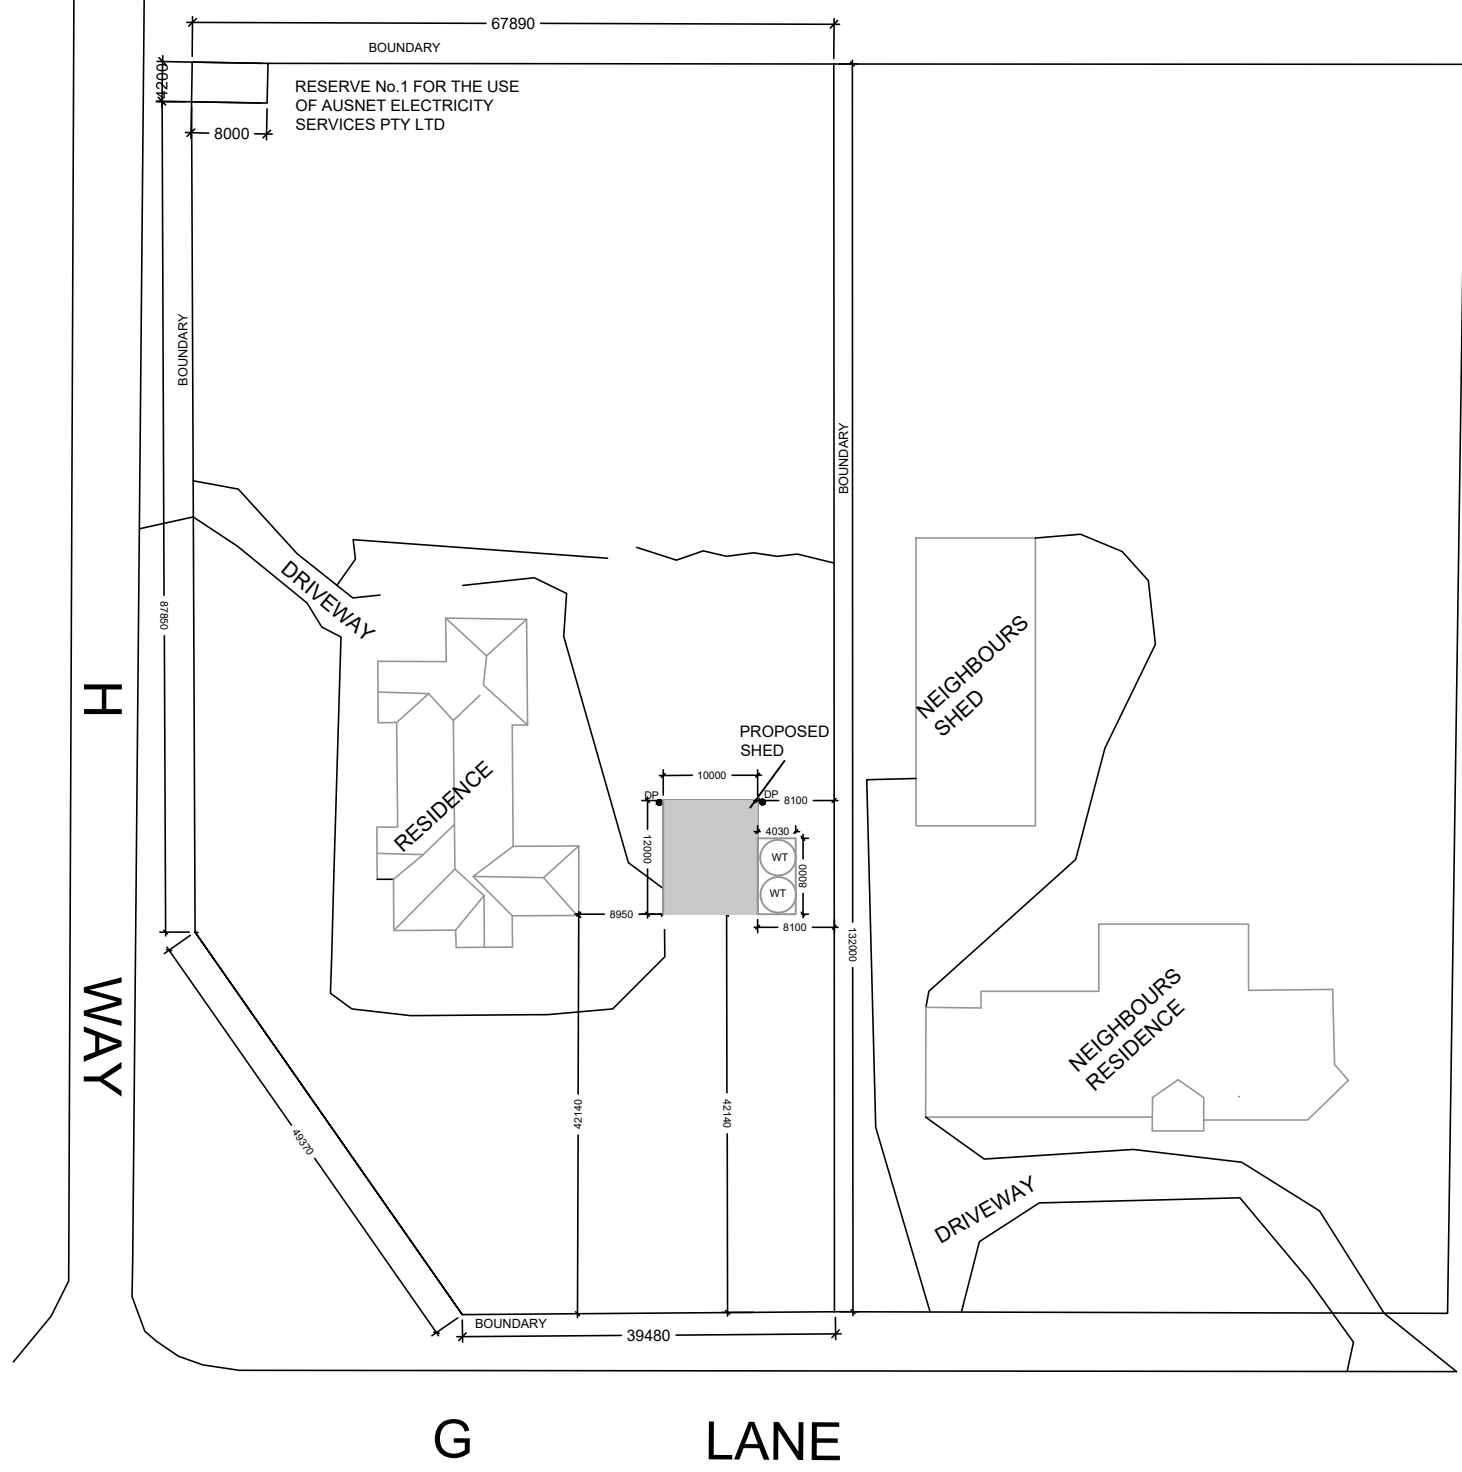 67890
BOUNDARY
4200
RESERVE No.1 FOR THE USE
OF AUSNET ELECTRICITY
SERVICES PTY LTD
8000
BOUNDARY
BOUNDARY
87850
DRIVEWAY
NEIGHBOURS
SHED
H
WAY
RESIDENCE
PROPOSED
SHED
10000
DP
DP
8100
12000
4030
WT
WT
8000
8950
8100
132000
NEIGHBOURS
RESIDENCE
49370
42140
42140
DRIVEWAY
BOUNDARY
39480
G LANE